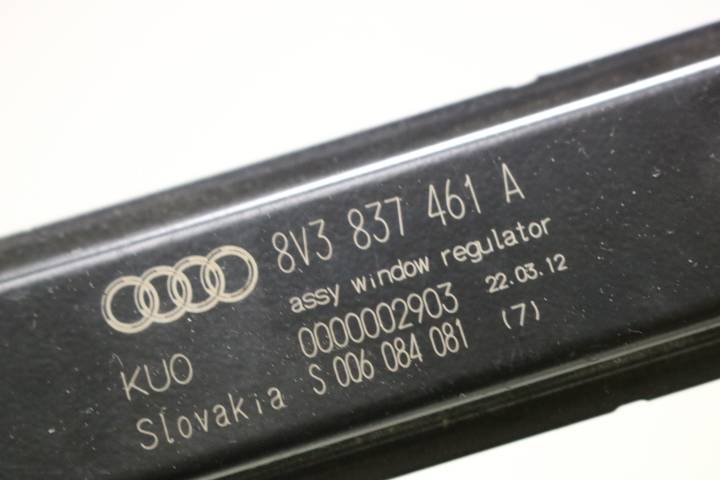 8V3 837 461 A
assy window regulator
0000002903 22.03.12
KUO S 006 084 081 (7)
Slovakia